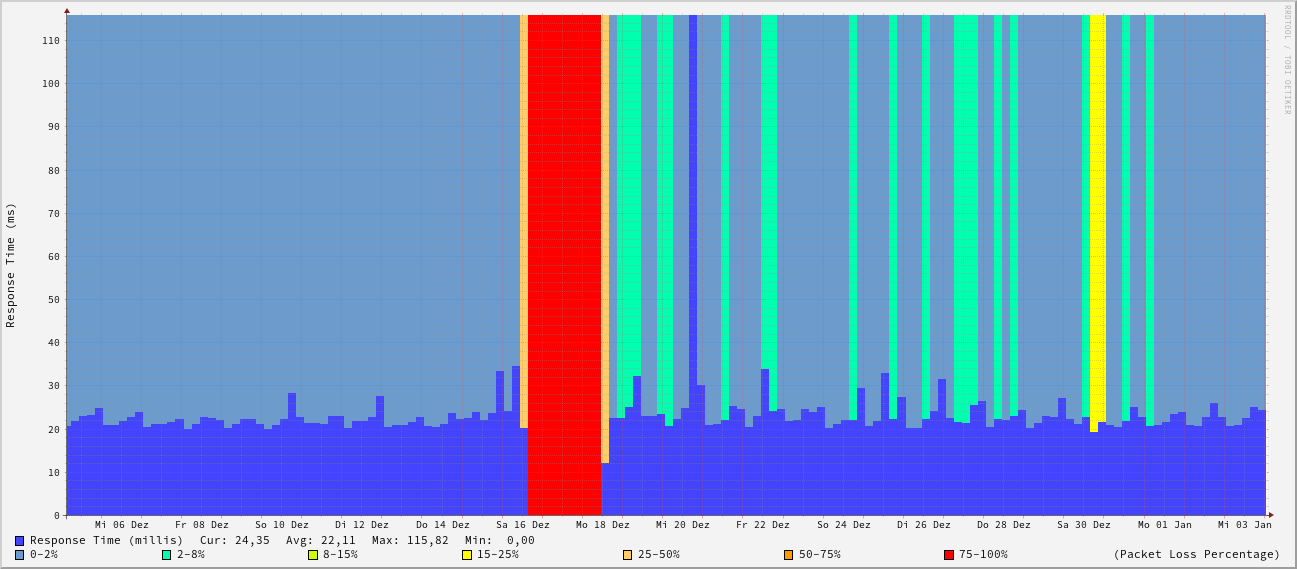 RRDTOOL / TOBI OETIKER
Response Time (ms)
110
100
90
80
70
60
50
40
30
20
10
0
Mi 06 Dez Fr 08 Dez So 10 Dez Di 12 Dez Do 14 Dez Sa 16 Dez Mo 18 Dez Mi 20 Dez Fr 22 Dez So 24 Dez Di 26 Dez Do 28 Dez Sa 30 Dez Mo 01 Jan Mi 03 Jan
Response Time (millis) Cur: 24,35 Avg: 22,11 Max: 115,82 Min: 0,00
0-2% 2-8% 8-15% 15-25% 25-50% 50-75% 75-100% (Packet Loss Percentage)